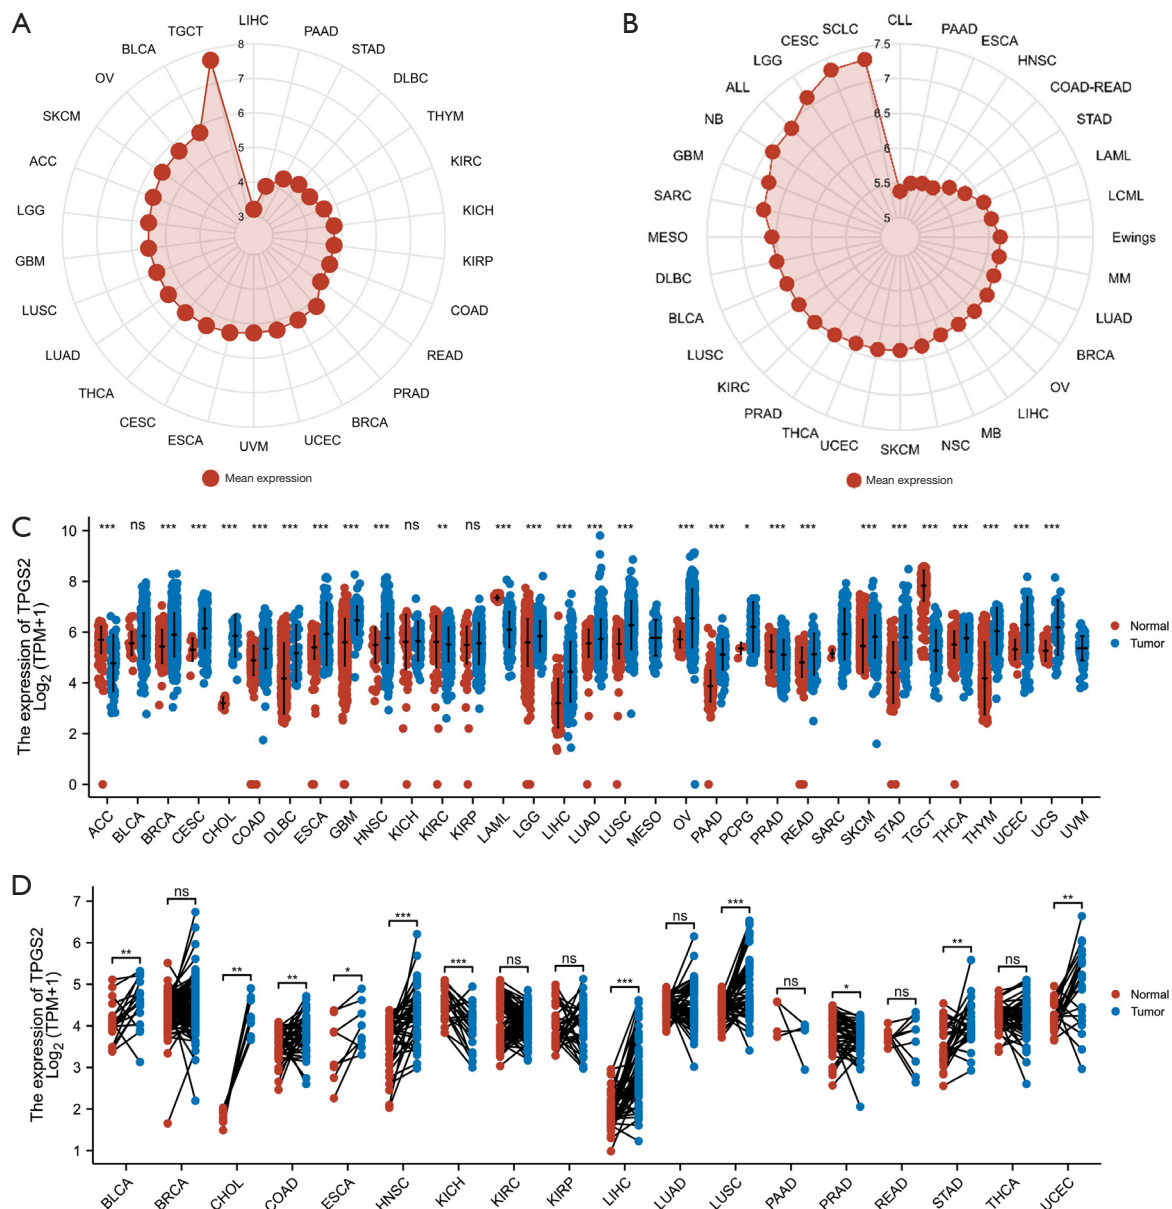 A
LIHC
PAAD
STAD
DLBC
THYM
KIRC
KICH
KIRP
COAD
READ
PRAD
BRCA
UCEC
UVM
ESCA
CESC
THCA
LUAD
LUSC
GBM
LGG
ACC
SKCM
OV
BLCA
TGCT
8
7
6
5
4
3
Mean expression
B
CLL
PAAD
ESCA
HNSC
COAD-READ
STAD
LAML
LCML
Ewings
MM
LUAD
BRCA
OV
LIHC
MB
NSC
SKCM
UCEC
THCA
PRAD
KIRC
LUSC
BLCA
DLBC
MESO
SARC
GBM
NB
ALL
LGG
CESC
SCLC
7.5
7
6.5
6
5.5
5
Mean expression
C
The expression of TPGS2
Log2 (TPM+1)
10
8
6
4
2
0
*** ns *** *** *** *** *** *** *** *** ns ** ns *** *** *** *** *** *** *** * *** *** *** *** *** *** *** *** ***
ACC BLCA BRCA CESC CHOL COAD DLBC ESCA GBM HNSC KICH KIRC KIRP LAML LGG LIHC LUAD LUSC MESO OV PAAD PCPG PRAD READ SARC SKCM STAD TGCT THCA THYM UCEC UCS UVM
Normal
Tumor
D
The expression of TPGS2
Log2 (TPM+1)
7
6
5
4
3
2
1
** ns ** ** * *** *** ns ns *** ns *** ns * ns ** ns **
BLCA BRCA CHOL COAD ESCA HNSC KICH KIRC KIRP LIHC LUAD LUSC PAAD PRAD READ STAD THCA UCEC
Normal
Tumor